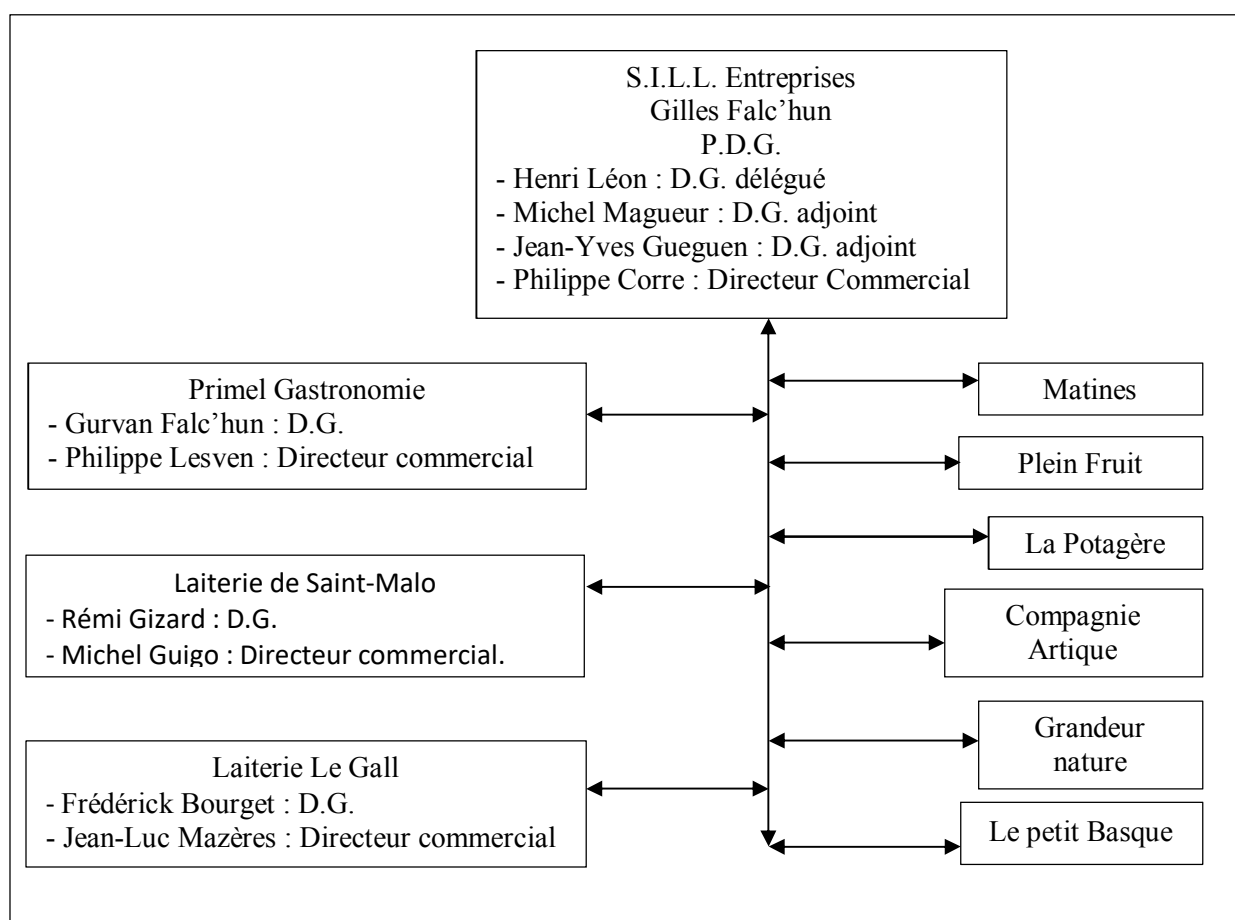 S.I.L.L. Entreprises
Gilles Falc’hun
P.D.G.
- Henri Léon : D.G. délégué
- Michel Magueur : D.G. adjoint
- Jean-Yves Gueguen : D.G. adjoint
- Philippe Corre : Directeur Commercial
Primel Gastronomie
- Gurvan Falc’hun : D.G.
- Philippe Lesven : Directeur commercial
Laiterie de Saint-Malo
- Rémi Gizard : D.G.
- Michel Guigo : Directeur commercial.
Laiterie Le Gall
- Frédérick Bourget : D.G.
- Jean-Luc Mazères : Directeur commercial
Matines
Plein Fruit
La Potagère
Compagnie
Artique
Grandeur
nature
Le petit Basque